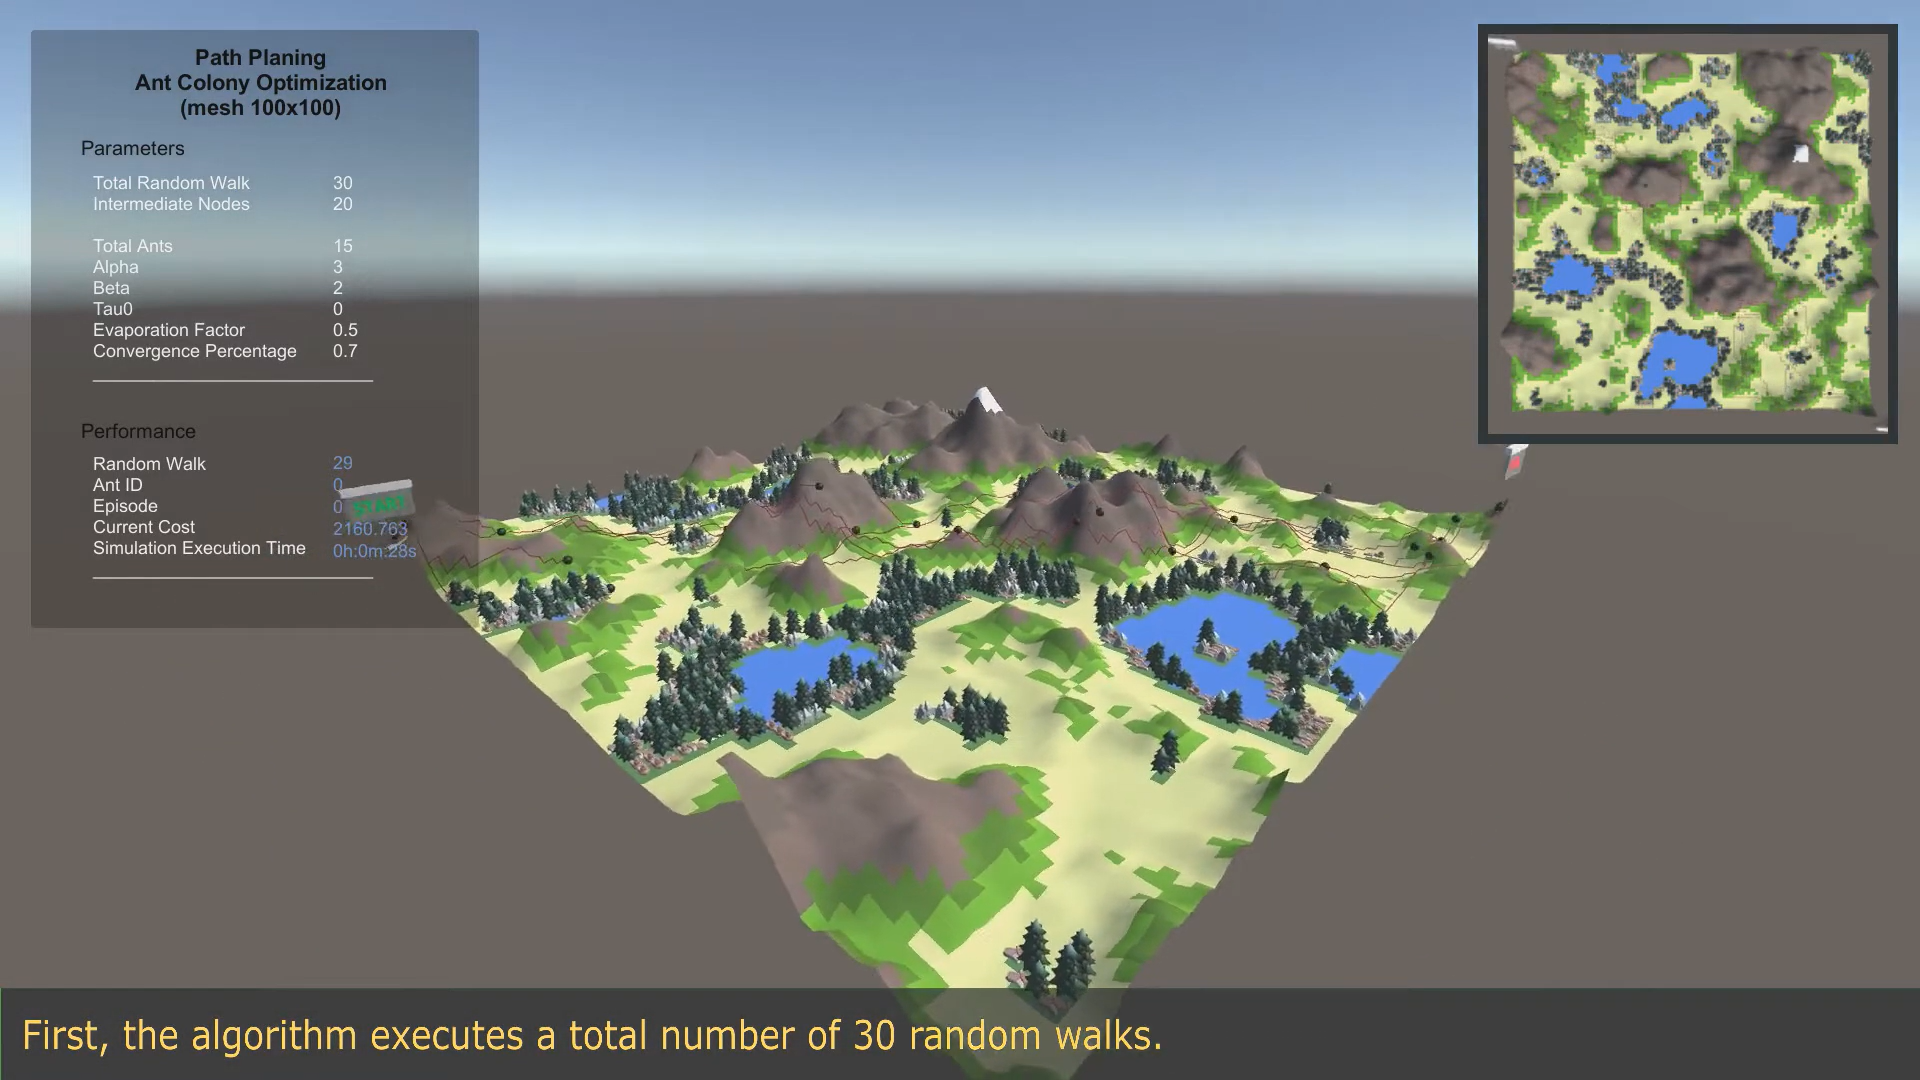 Path Planing
Ant Colony Optimization
(mesh 100x100)
Parameters
Total Random Walk 30
Intermediate Nodes 20
Total Ants 15
Alpha 3
Beta 2
Tau0 0
Evaporation Factor 0.5
Convergence Percentage 0.7
Performance
Random Walk 29
Ant ID 0
Episode 0
Current Cost 2160.763
Simulation Execution Time 0h:0m:28s
START
First, the algorithm executes a total number of 30 random walks.